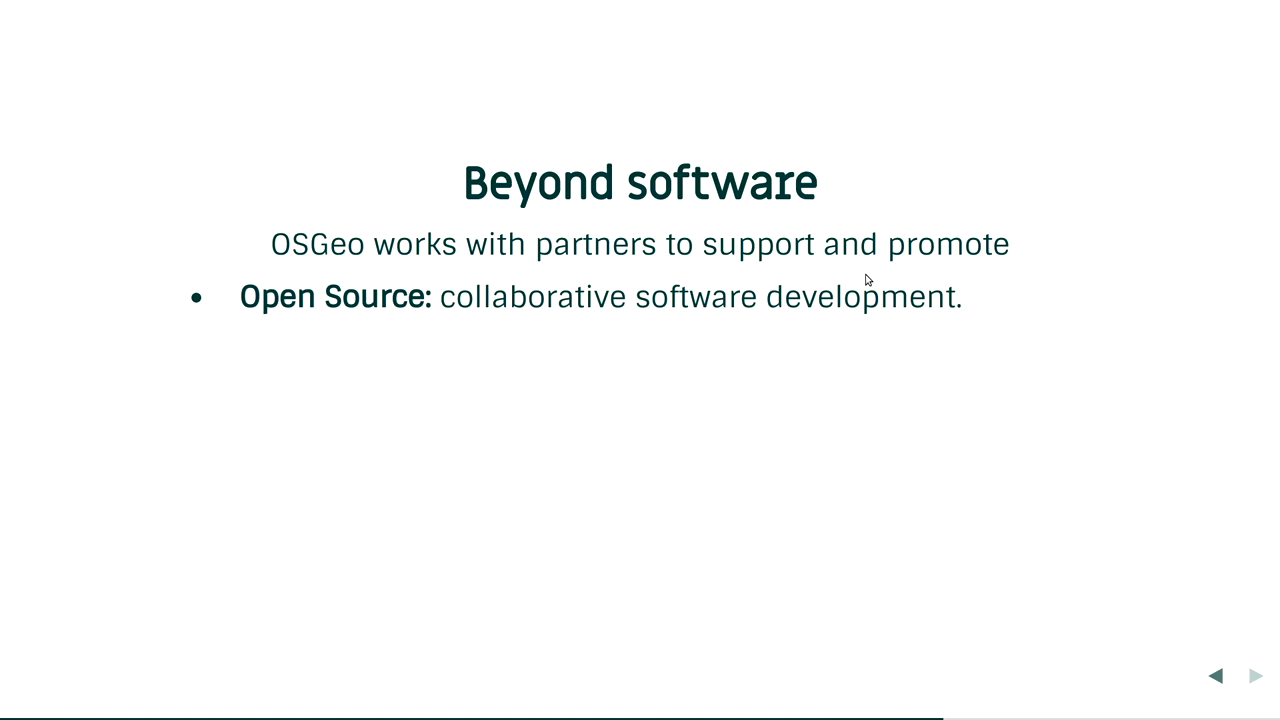 Beyond software
OSGeo works with partners to support and promote
• Open Source: collaborative software development.